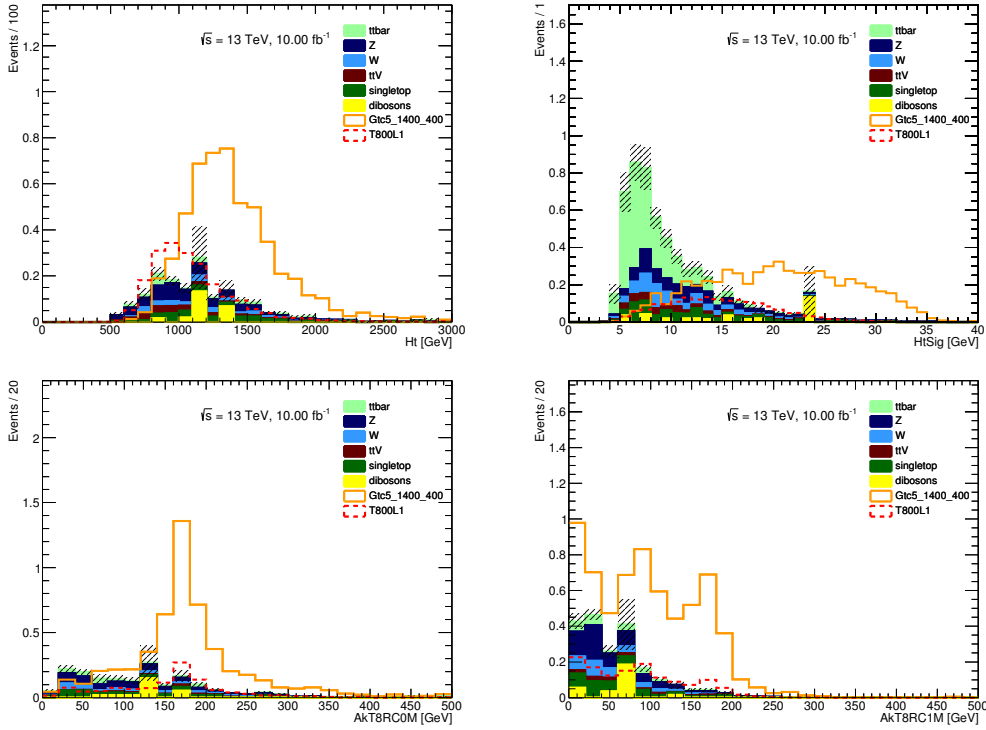 Events / 100
√s = 13 TeV, 10.00 fb-1
ttbar
Z
W
ttV
singletop
dibosons
Gtc5_1400_400
T800L1
0
0.2
0.4
0.6
0.8
1
1.2
0
500
1000
1500
2000
2500
3000
Ht [GeV]
Events / 1
√s = 13 TeV, 10.00 fb-1
ttbar
Z
W
ttV
singletop
dibosons
Gtc5_1400_400
T800L1
0
0.2
0.4
0.6
0.8
1
1.2
1.4
1.6
0
5
10
15
20
25
30
35
40
HtSig [GeV]
Events / 20
√s = 13 TeV, 10.00 fb-1
ttbar
Z
W
ttV
singletop
dibosons
Gtc5_1400_400
T800L1
0
0.5
1
1.5
2
0
50
100
150
200
250
300
350
400
450
500
AkT8RC0M [GeV]
Events / 20
√s = 13 TeV, 10.00 fb-1
ttbar
Z
W
ttV
singletop
dibosons
Gtc5_1400_400
T800L1
0
0.2
0.4
0.6
0.8
1
1.2
1.4
1.6
0
50
100
150
200
250
300
350
400
450
500
AkT8RC1M [GeV]